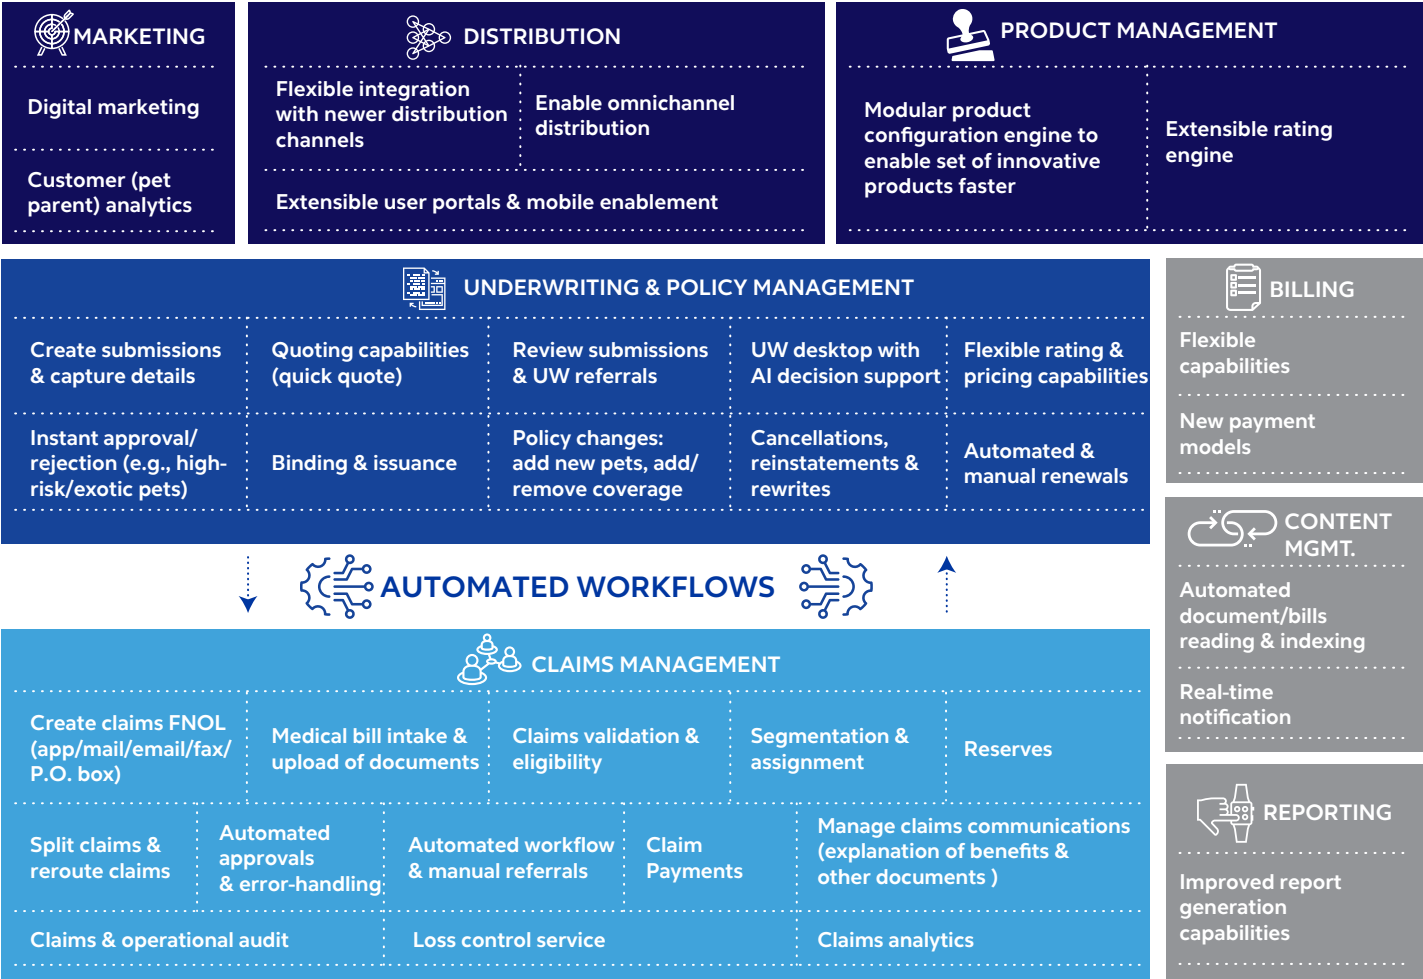 MARKETING
Digital marketing
Customer (pet
parent) analytics
DISTRIBUTION
Flexible integration
with newer distribution
channels
Enable omnichannel
distribution
Extensible user portals & mobile enablement
PRODUCT MANAGEMENT
Modular product
configuration engine to
enable set of innovative
products faster
Extensible rating
engine
UNDERWRITING & POLICY MANAGEMENT
Create submissions
& capture details
Quoting capabilities
(quick quote)
Review submissions
& UW referrals
UW desktop with
AI decision support
Flexible rating &
pricing capabilities
Instant approval/
rejection (e.g., high-
risk/exotic pets)
Binding & issuance
Policy changes:
add new pets, add/
remove coverage
Cancellations,
reinstatements &
rewrites
Automated &
manual renewals
BILLING
Flexible
capabilities
New payment
models
CONTENT
MGMT.
Automated
document/bills
reading & indexing
Real-time
notification
AUTOMATED WORKFLOWS
CLAIMS MANAGEMENT
Create claims FNOL
(app/mail/email/fax/
P.O. box)
Medical bill intake &
upload of documents
Claims validation &
eligibility
Segmentation &
assignment
Reserves
Split claims &
reroute claims
Automated
approvals
& error-handling
Automated workflow
& manual referrals
Claim
Payments
Manage claims communications
(explanation of benefits &
other documents )
Claims & operational audit
Loss control service
Claims analytics
REPORTING
Improved report
generation
capabilities